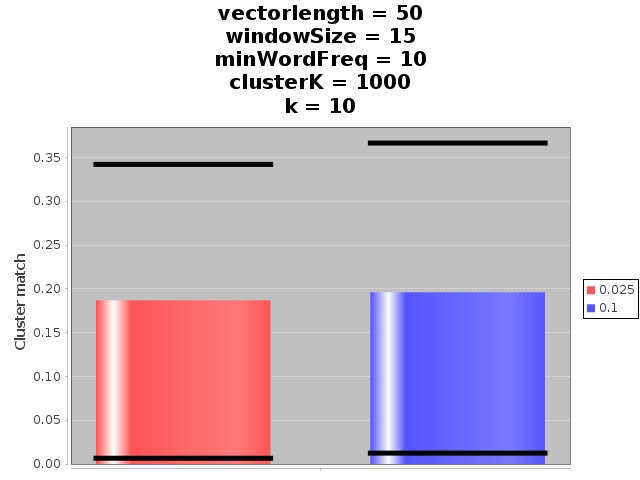 vectorlength = 50
windowSize = 15
minWordFreq = 10
clusterK = 1000
k = 10
0.35
0.30
0.25
0.20
0.15
0.10
0.05
0.00
Cluster match
0.025
0.1